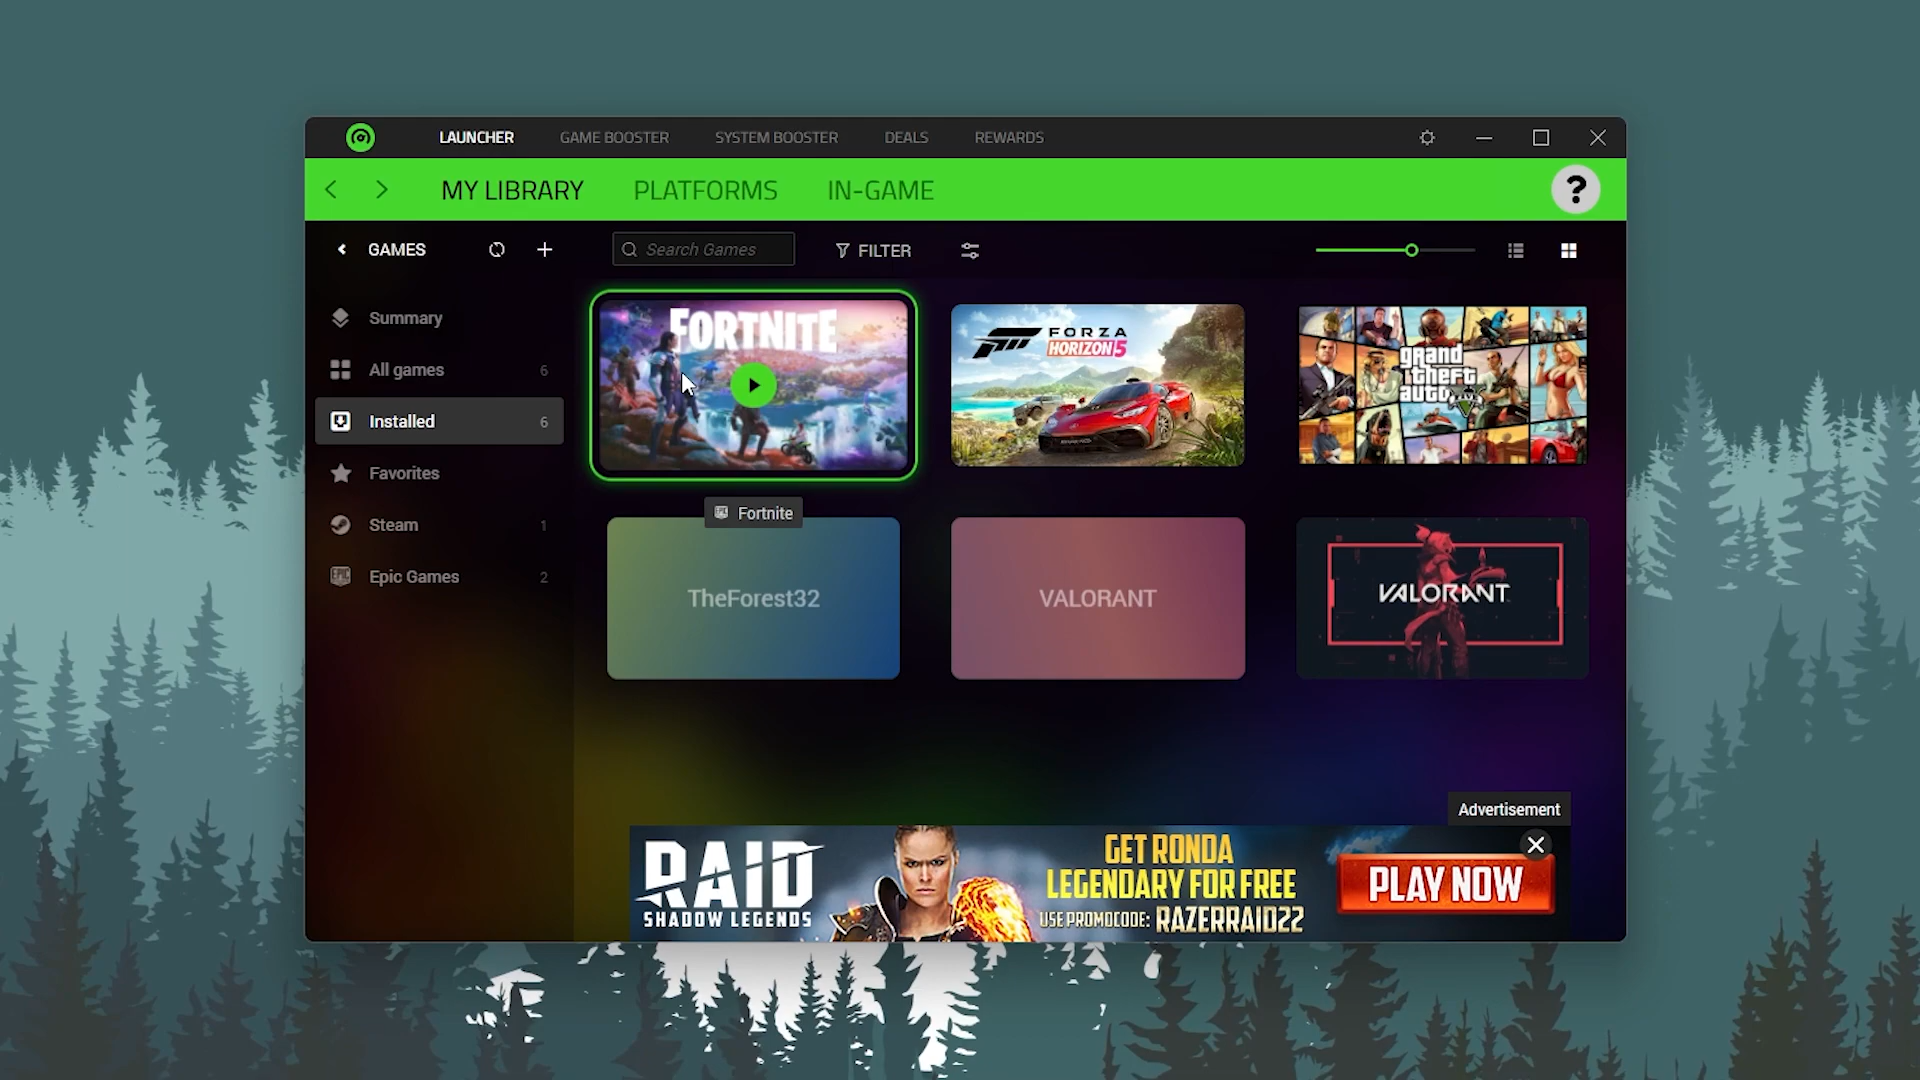 LAUNCHER
GAME BOOSTER
SYSTEM BOOSTER
DEALS
REWARDS
MY LIBRARY
PLATFORMS
IN-GAME
?
GAMES
Search Games
FILTER
Summary
All games 6
Installed 6
Favorites
Steam 1
Epic Games 2
FORTNITE
FORZA
HORIZON 5
grand
theft
auto
V
Fortnite
TheForest32
VALORANT
VALORANT
Advertisement
RAID
SHADOW LEGENDS
GET RONDA
LEGENDARY FOR FREE
USE PROMOCODE: RAZERRAID22
PLAY NOW